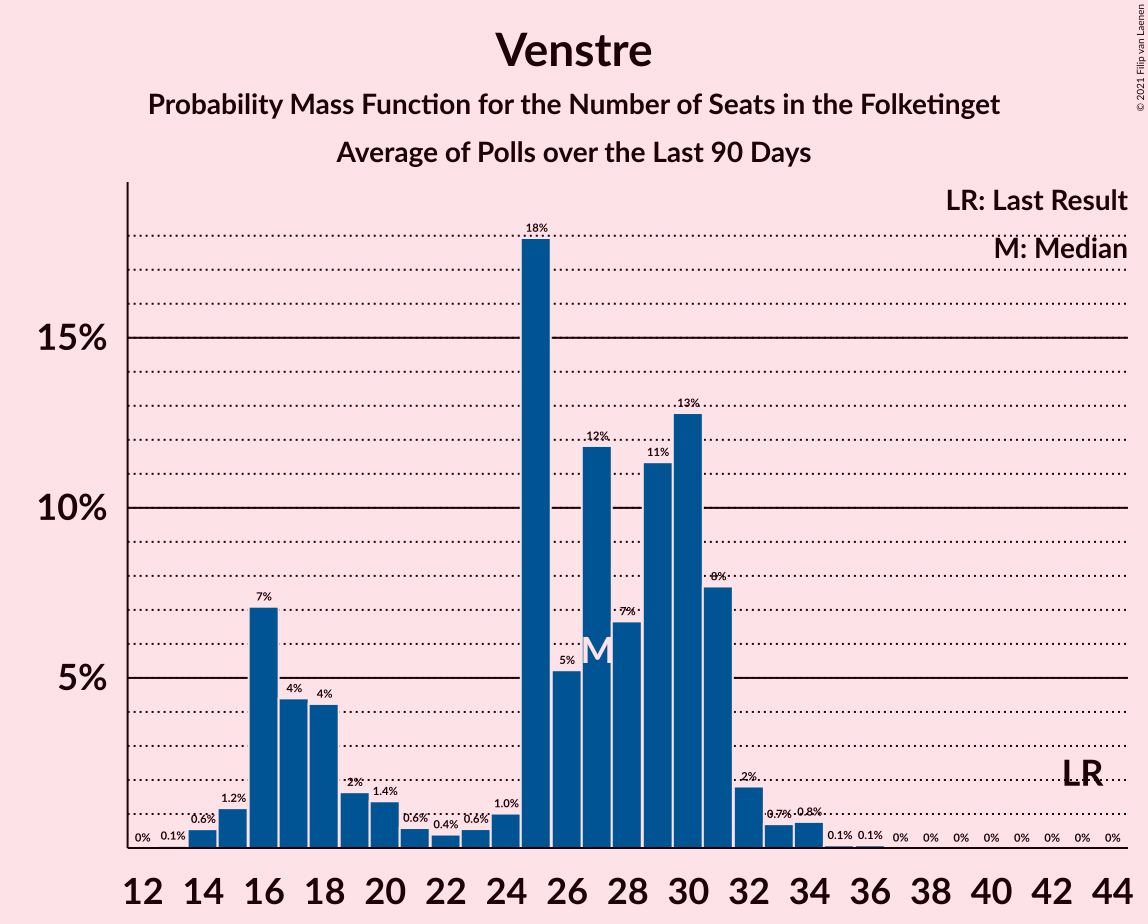 Venstre
Probability Mass Function for the Number of Seats in the Folketinget
Average of Polls over the Last 90 Days
© 2021 Filip van Laenen
LR: Last Result
M: Median
15%
10%
5%
0% 0.1% 0.6% 1.2% 7% 4% 4% 2% 1.4% 0.6% 0.4% 0.6% 1.0% 18% 5% 12% 7% 11% 13% 8% 2% 0.7% 0.8% 0.1% 0.1% 0% 0% 0% 0% 0% 0% 0% 0%
M
LR
12 14 16 18 20 22 24 26 28 30 32 34 36 38 40 42 44